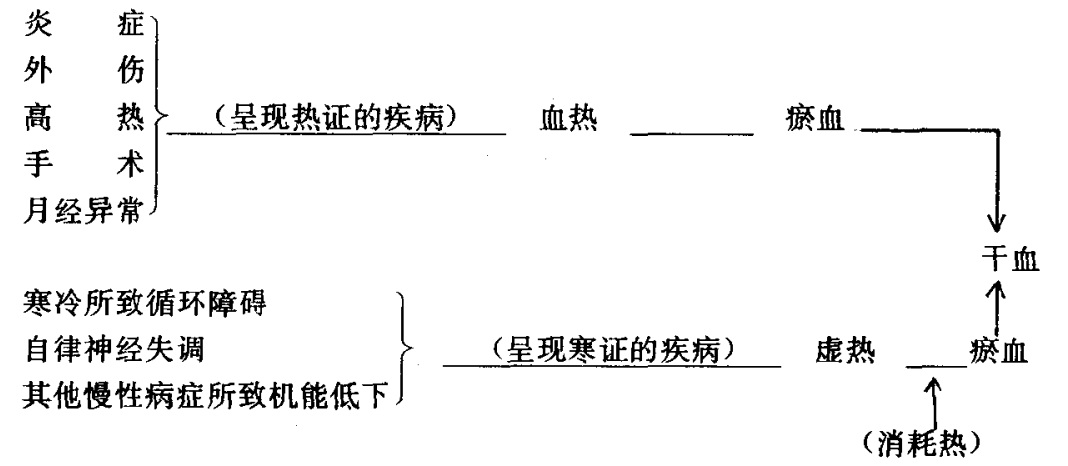 炎症
外伤
高热 (呈现热证的疾病) 血热 瘀血
手术
月经异常
干血
寒冷所致循环障碍
自律神经失调 (呈现寒证的疾病) 虚热 瘀血
其他慢性病症所致机能低下
(消耗热)